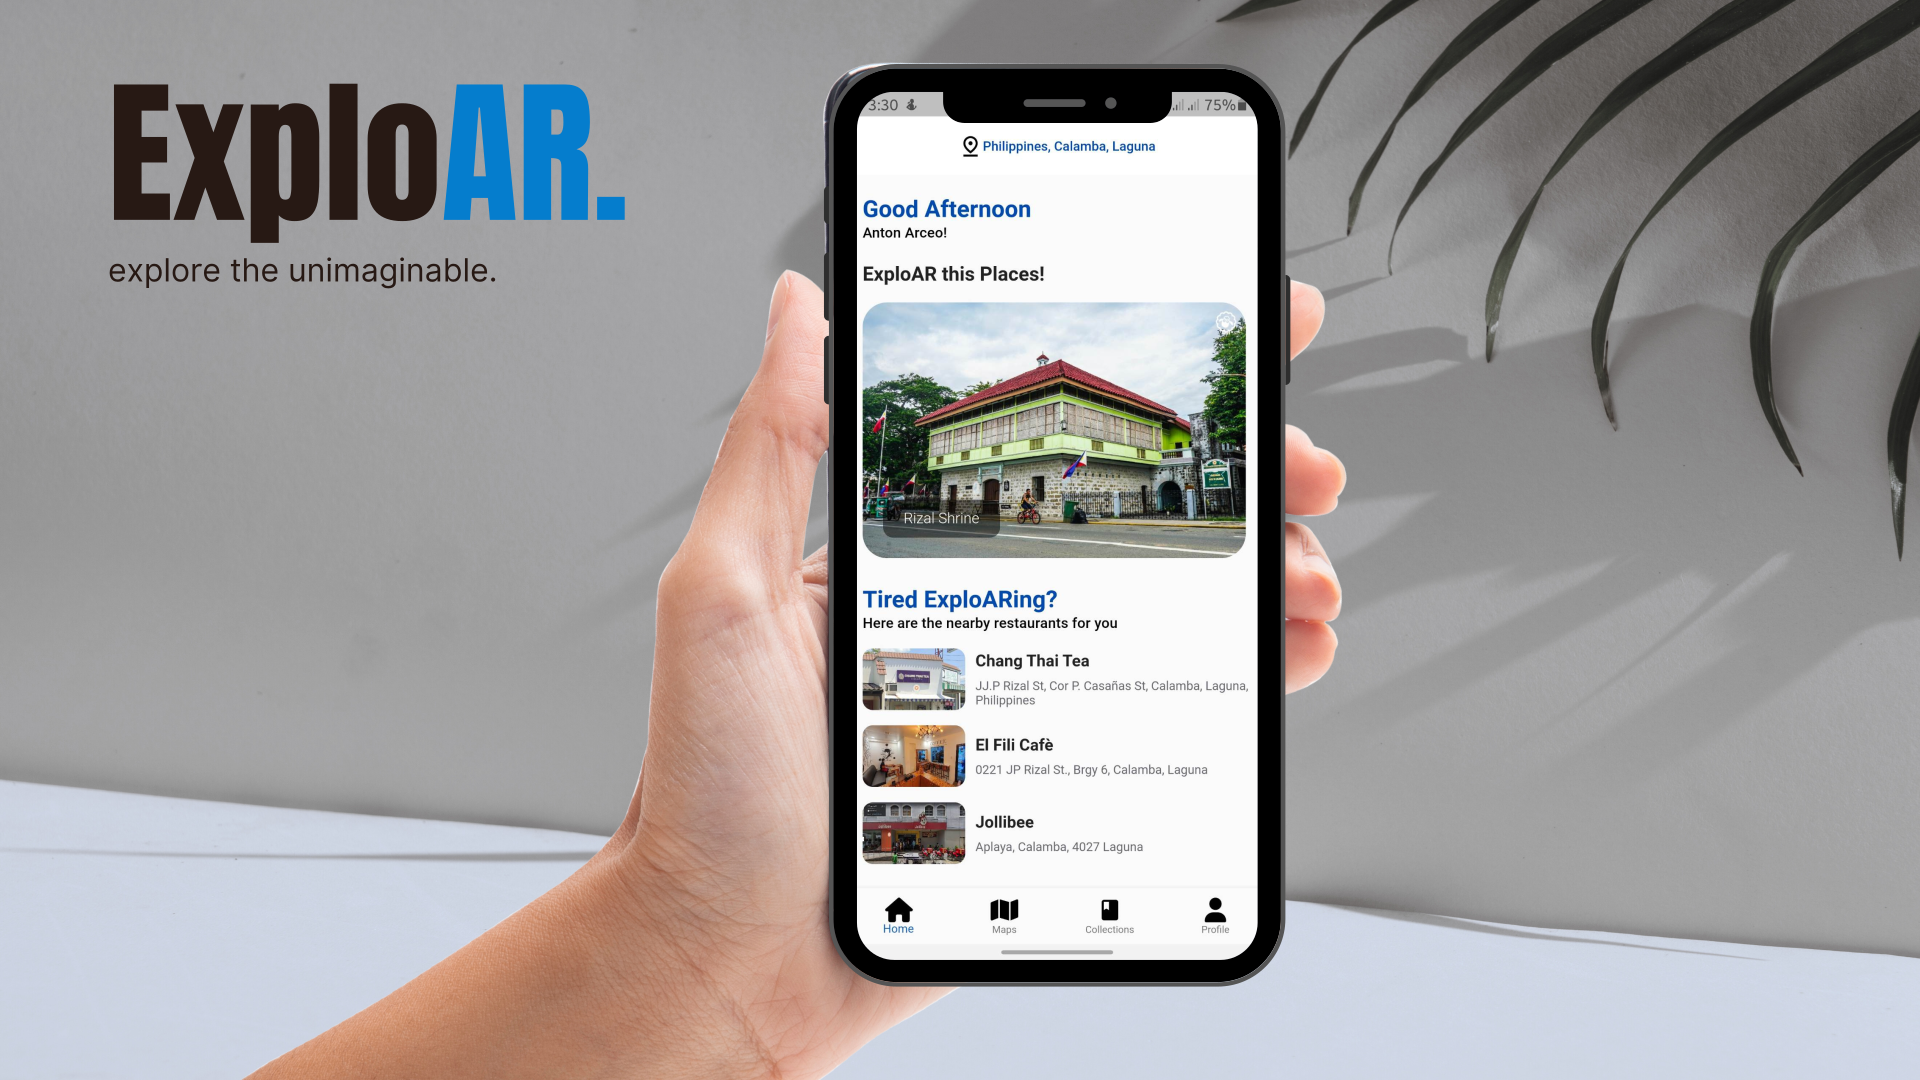 ExploAR.
explore the unimaginable.
3:30
75%
Philippines, Calamba, Laguna
Good Afternoon
Anton Arceo!
ExploAR this Places!
Rizal Shrine
Tired ExploARing?
Here are the nearby restaurants for you
Chang Thai Tea
JJ.P Rizal St, Cor P. Casañas St, Calamba, Laguna,
Philippines
El Fili Cafè
0221 JP Rizal St., Brgy 6, Calamba, Laguna
Jollibee
Aplaya, Calamba, 4027 Laguna
Home
Maps
Collections
Profile